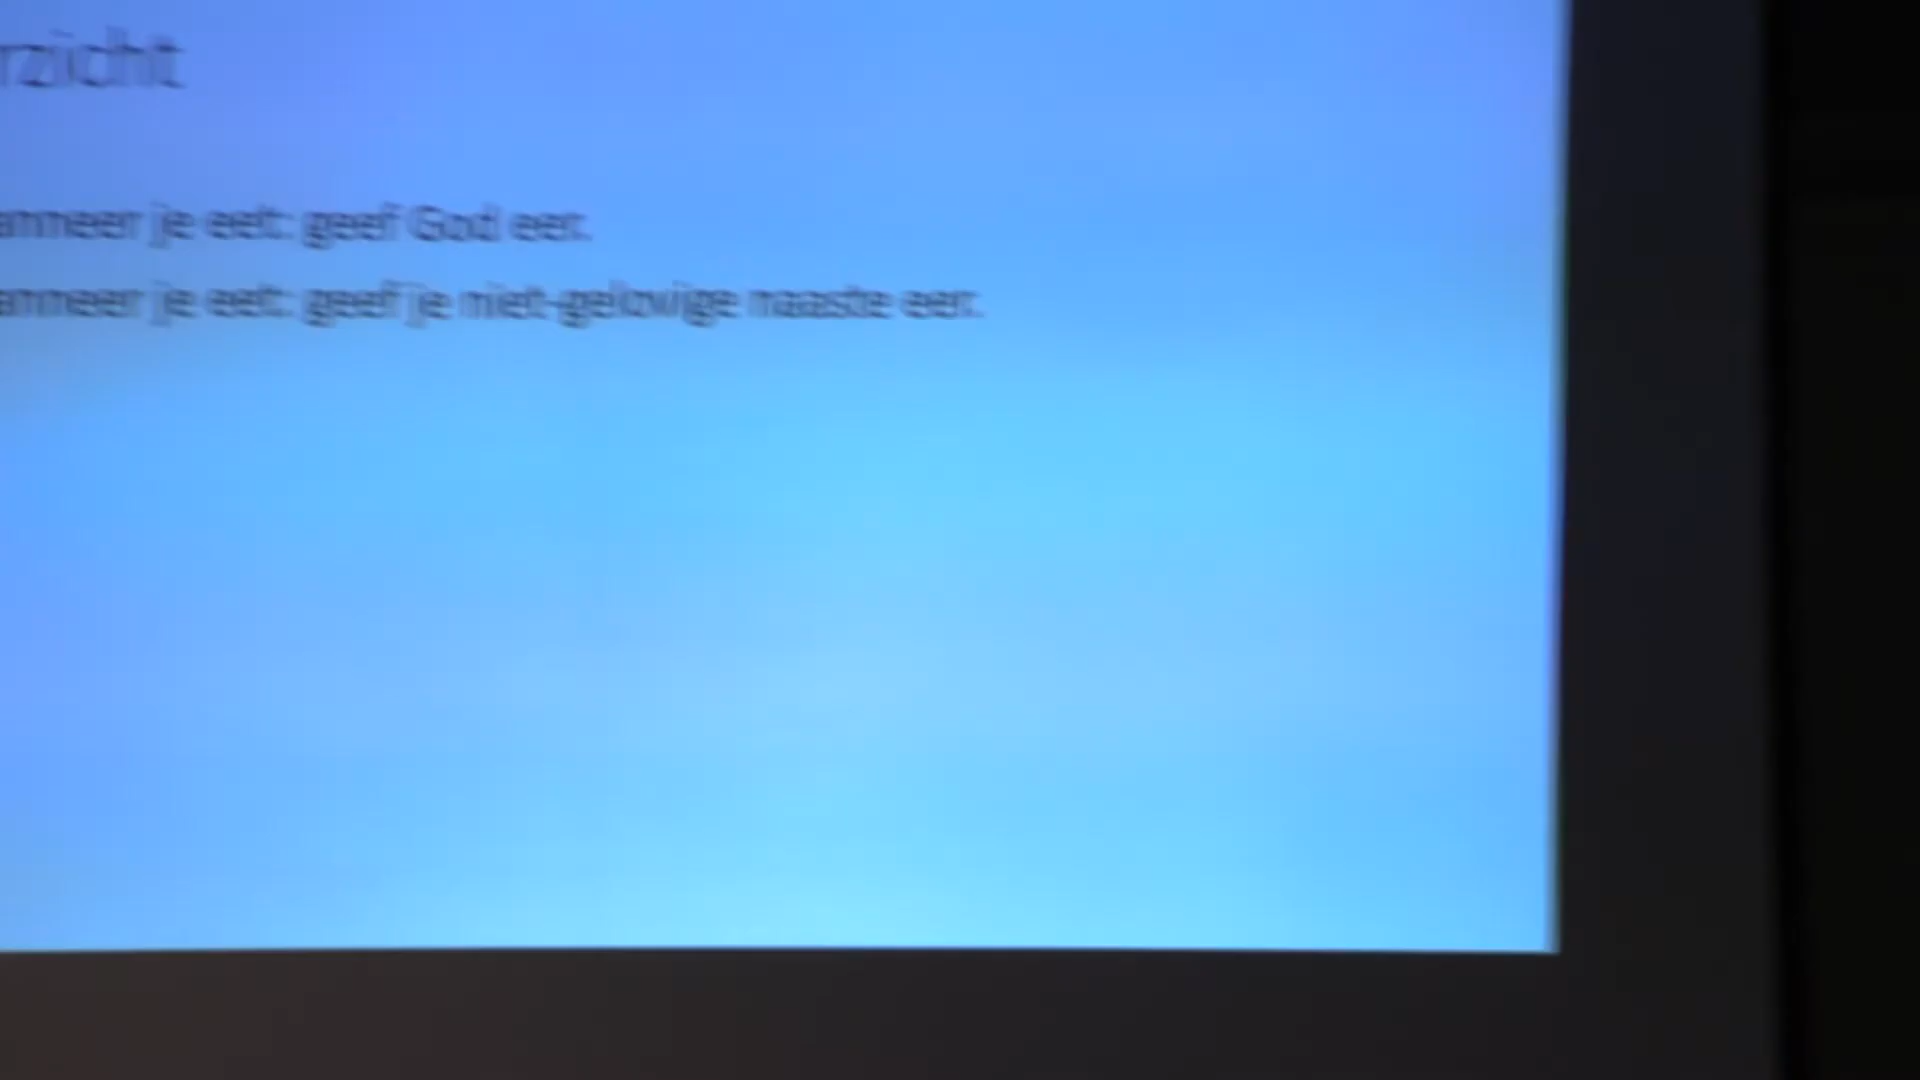 rzicht
anneer je eet: geef God eer.
anneer je eet: geef je niet-gelovige naaste eer.